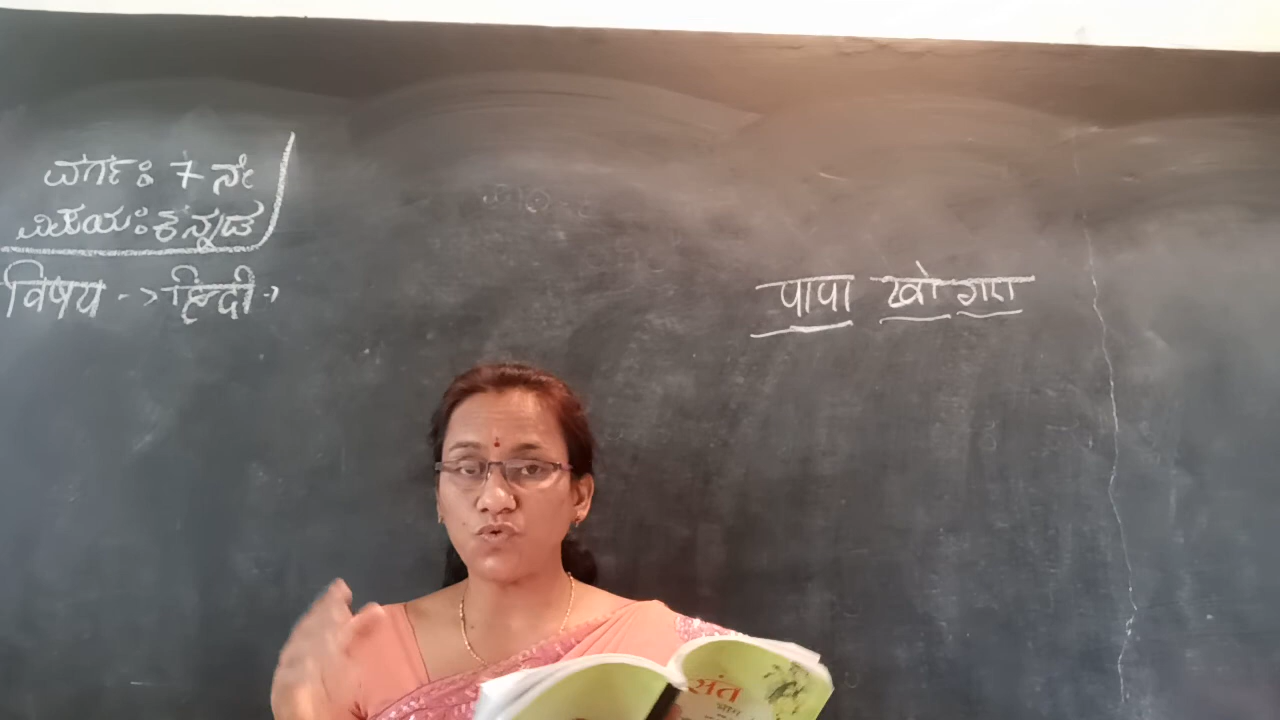 ವರ್ಗ: 7 ನೇ
ವಿಷಯ: ಕನ್ನಡ
विषय --> हिन्दी -›
पापा खो गए
संत
भाग